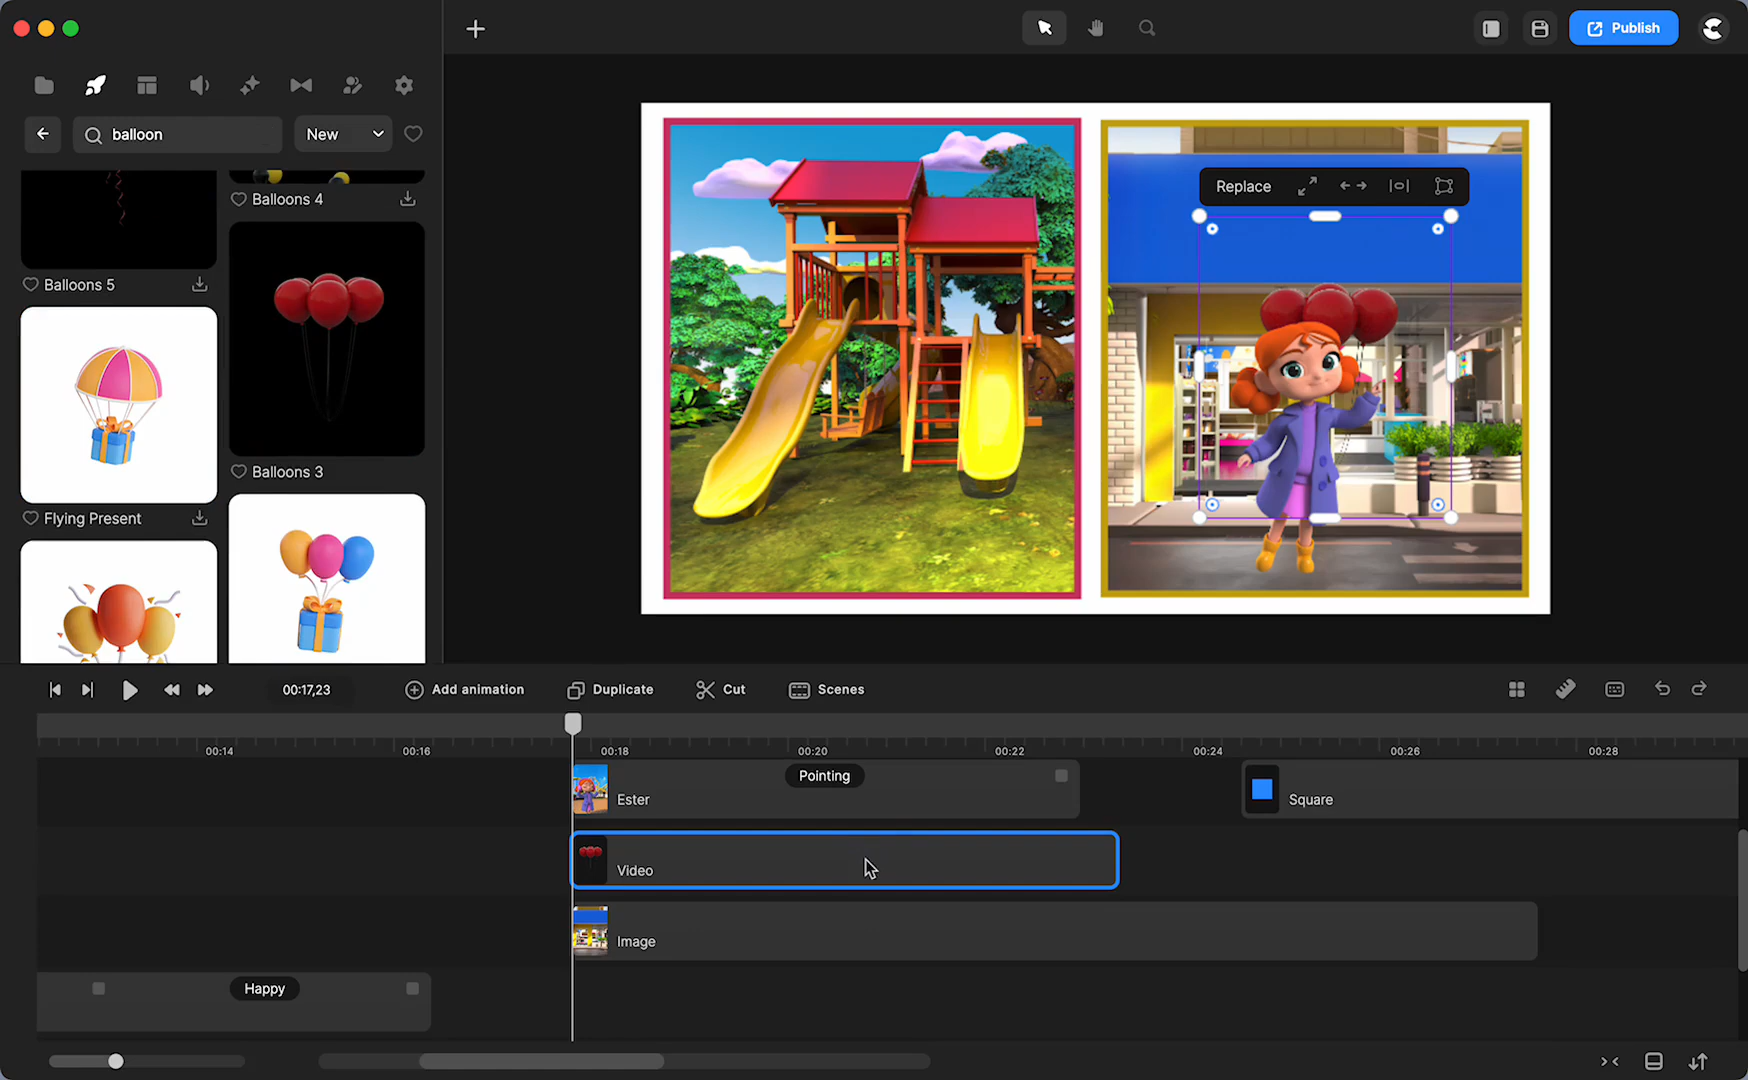 Publish
balloon
New
Balloons 4
Balloons 5
Balloons 3
Flying Present
Replace
00:17,23
Add animation
Duplicate
Cut
Scenes
00:14
00:16
00:18
00:20
00:22
00:24
00:26
00:28
Pointing
Ester
Square
Video
Image
Happy